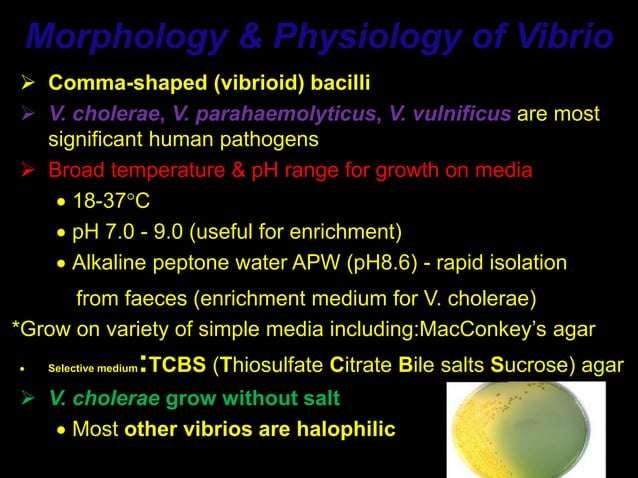 Morphology & Physiology of Vibrio
➢ Comma-shaped (vibrioid) bacilli
➢ V. cholerae, V. parahaemolyticus, V. vulnificus are most
significant human pathogens
➢ Broad temperature & pH range for growth on media
• 18-37°C
• pH 7.0 - 9.0 (useful for enrichment)
• Alkaline peptone water APW (pH8.6) - rapid isolation
from faeces (enrichment medium for V. cholerae)
*Grow on variety of simple media including:MacConkey’s agar
• Selective medium:TCBS (Thiosulfate Citrate Bile salts Sucrose) agar
➢ V. cholerae grow without salt
• Most other vibrios are halophilic